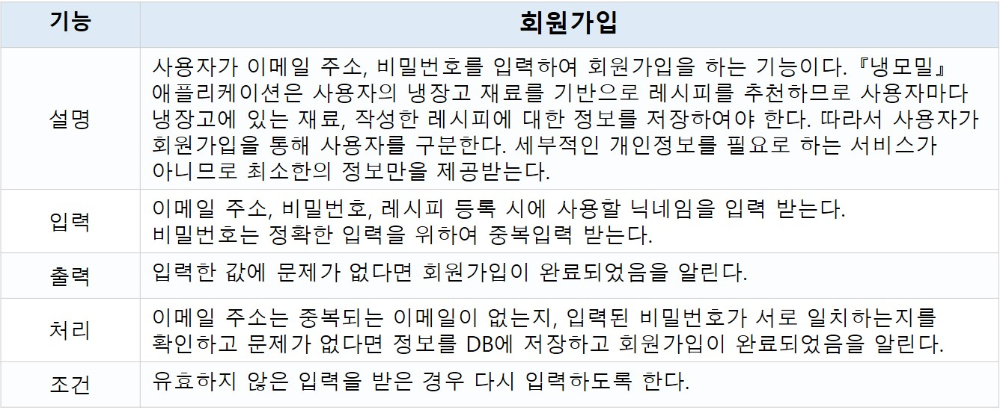 기능
회원가입
설명
사용자가 이메일 주소, 비밀번호를 입력하여 회원가입을 하는 기능이다.『냉모밀』
애플리케이션은 사용자의 냉장고 재료를 기반으로 레시피를 추천하므로 사용자마다
냉장고에 있는 재료, 작성한 레시피에 대한 정보를 저장하여야 한다. 따라서 사용자가
회원가입을 통해 사용자를 구분한다. 세부적인 개인정보를 필요로 하는 서비스가
아니므로 최소한의 정보만을 제공받는다.
입력
이메일 주소, 비밀번호, 레시피 등록 시에 사용할 닉네임을 입력 받는다.
비밀번호는 정확한 입력을 위하여 중복입력 받는다.
출력
입력한 값에 문제가 없다면 회원가입이 완료되었음을 알린다.
처리
이메일 주소는 중복되는 이메일이 없는지, 입력된 비밀번호가 서로 일치하는지를
확인하고 문제가 없다면 정보를 DB에 저장하고 회원가입이 완료되었음을 알린다.
조건
유효하지 않은 입력을 받은 경우 다시 입력하도록 한다.